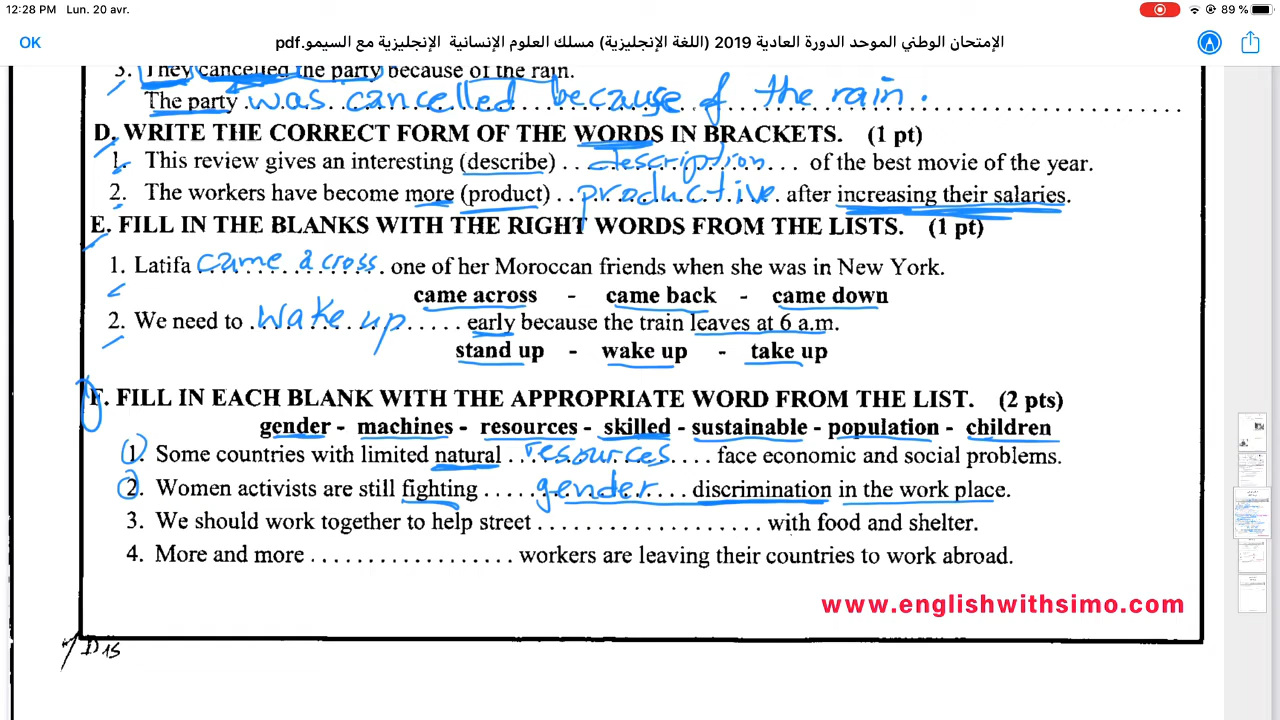 12:28 PM Lun. 20 avr. 89 %
OK الإمتحان الوطني الموحد الدورة العادية 2019 (اللغة الإنجليزية) مسلك العلوم الإنسانية الإنجليزية مع السيمو.pdf
3. They cancelled the party because of the rain.
The party was cancelled because of the rain.
D. WRITE THE CORRECT FORM OF THE WORDS IN BRACKETS. (1 pt)
1. This review gives an interesting (describe) description of the best movie of the year.
2. The workers have become more (product) productive after increasing their salaries.
E. FILL IN THE BLANKS WITH THE RIGHT WORDS FROM THE LISTS. (1 pt)
1. Latifa came across one of her Moroccan friends when she was in New York.
came across - came back - came down
2. We need to wake up early because the train leaves at 6 a.m.
stand up - wake up - take up
F. FILL IN EACH BLANK WITH THE APPROPRIATE WORD FROM THE LIST. (2 pts)
gender - machines - resources - skilled - sustainable - population - children
1. Some countries with limited natural resources face economic and social problems.
2. Women activists are still fighting gender discrimination in the work place.
3. We should work together to help street .................... with food and shelter.
4. More and more .................. workers are leaving their countries to work abroad.
www.englishwithsimo.com